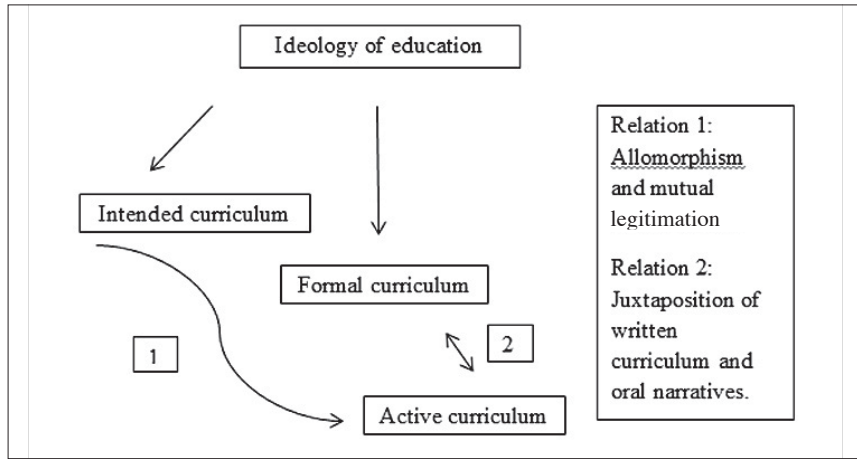 Ideology of education
Intended curriculum
Formal curriculum
1
2
Active curriculum
Relation 1:
Allomorphism
and mutual
legitimation
Relation 2:
Juxtaposition of
written
curriculum and
oral narratives.